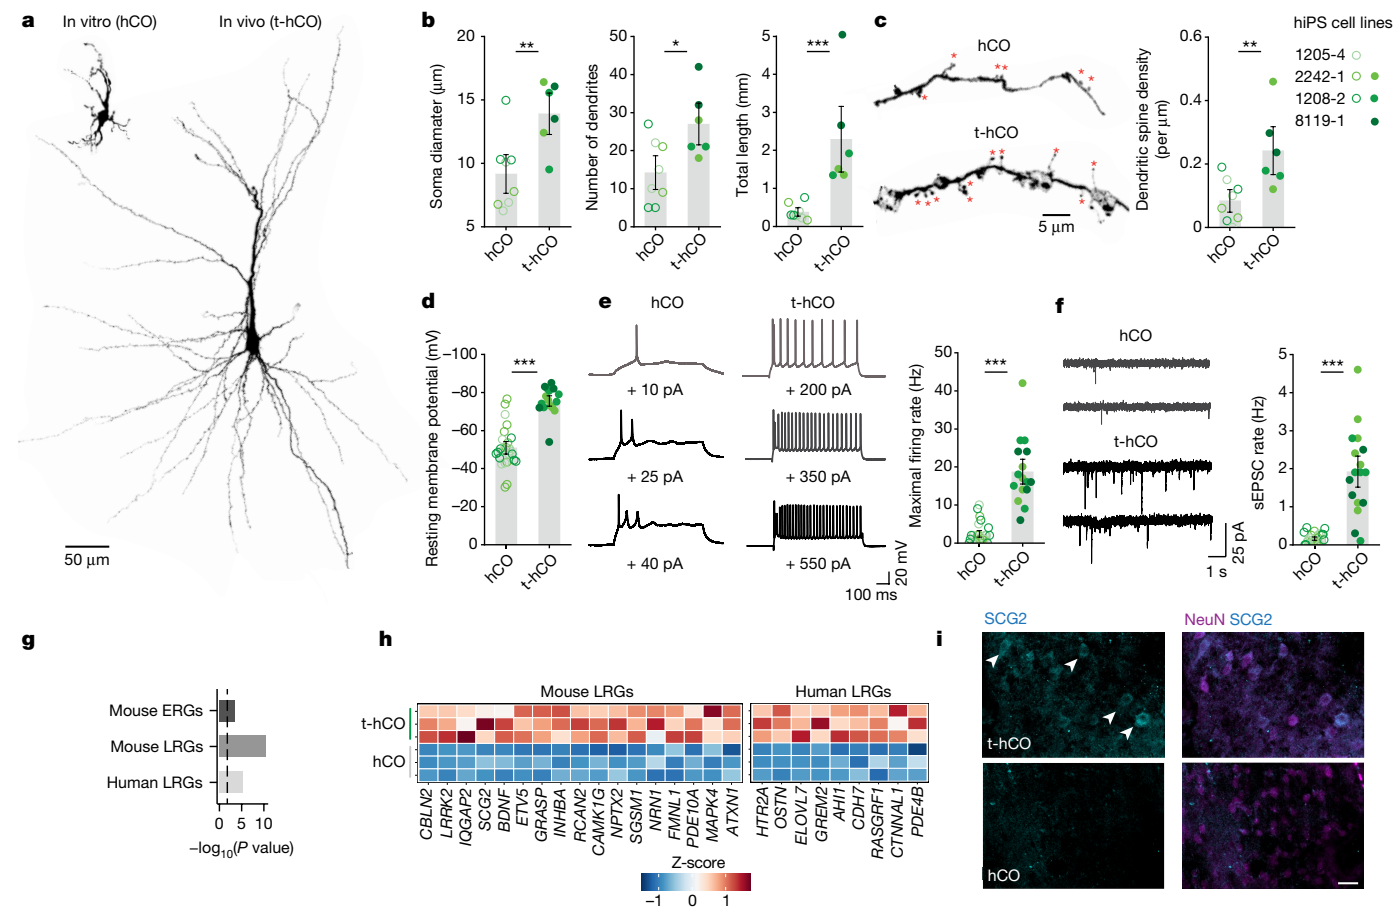 a
In vitro (hCO)
In vivo (t-hCO)
50 μm
b
Soma diamater (μm)
20
15
10
5
**
hCO
t-hCO
Number of dendrites
50
40
30
20
10
0
*
hCO
t-hCO
Total length (mm)
5
4
3
2
1
0
***
hCO
t-hCO
c
hCO
t-hCO
5 μm
Dendritic spine density
(per μm)
0.6
0.4
0.2
0
**
hCO
t-hCO
hiPS cell lines
1205-4
2242-1
1208-2
8119-1
d
Resting membrane potential (mV)
–100
–80
–60
–40
–20
0
***
hCO
t-hCO
e
hCO
t-hCO
+ 10 pA
+ 200 pA
+ 25 pA
+ 350 pA
+ 40 pA
+ 550 pA
20 mV
100 ms
Maximal firing rate (Hz)
50
40
30
20
10
0
***
hCO
t-hCO
f
hCO
t-hCO
25 pA
1 s
sEPSC rate (Hz)
5
4
3
2
1
0
***
hCO
t-hCO
g
Mouse ERGs
Mouse LRGs
Human LRGs
0 5 10
–log10(P value)
h
Mouse LRGs
Human LRGs
t-hCO
hCO
CBLN2
LRRK2
IQGAP2
SCG2
BDNF
ETV5
GRASP
INHBA
RCAN2
CAMK1G
NPTX2
SGSM1
NRN1
FMNL1
PDE10A
MAPK4
ATXN1
HTR2A
OSTN
ELOVL7
GREM2
AHI1
CDH7
RASGRF1
CTNNAL1
PDE4B
Z-score
–1 0 1
i
SCG2
NeuN SCG2
t-hCO
hCO